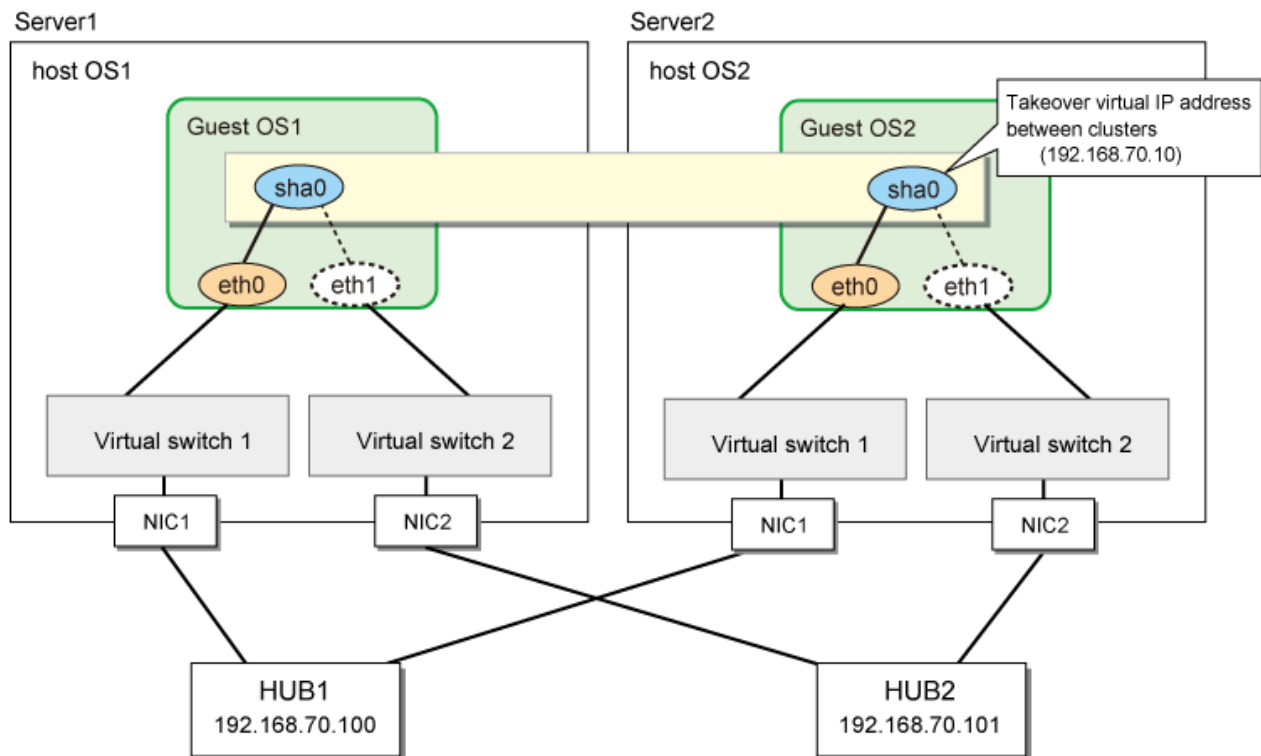 Server1
Server2
host OS1
host OS2
Takeover virtual IP address
between clusters
(192.168.70.10)
Guest OS1
Guest OS2
sha0
sha0
eth0
eth1
eth0
eth1
Virtual switch 1
Virtual switch 2
Virtual switch 1
Virtual switch 2
NIC1
NIC2
NIC1
NIC2
HUB1
192.168.70.100
HUB2
192.168.70.101